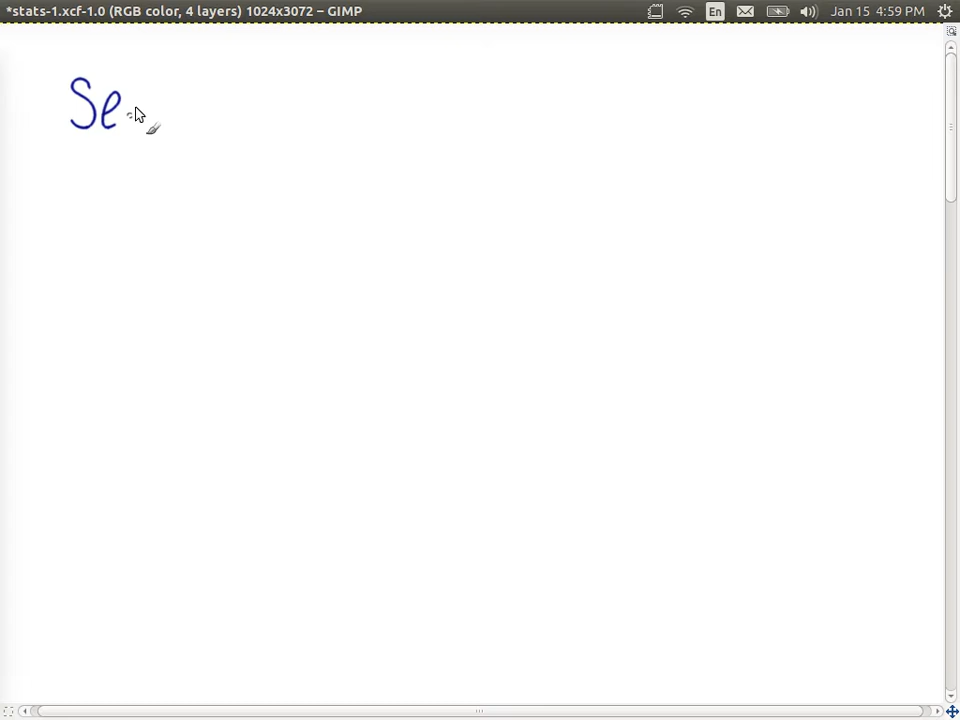 *stats-1.xcf-1.0 (RGB color, 4 layers) 1024x3072 – GIMP En Jan 15 4:59 PM
Se